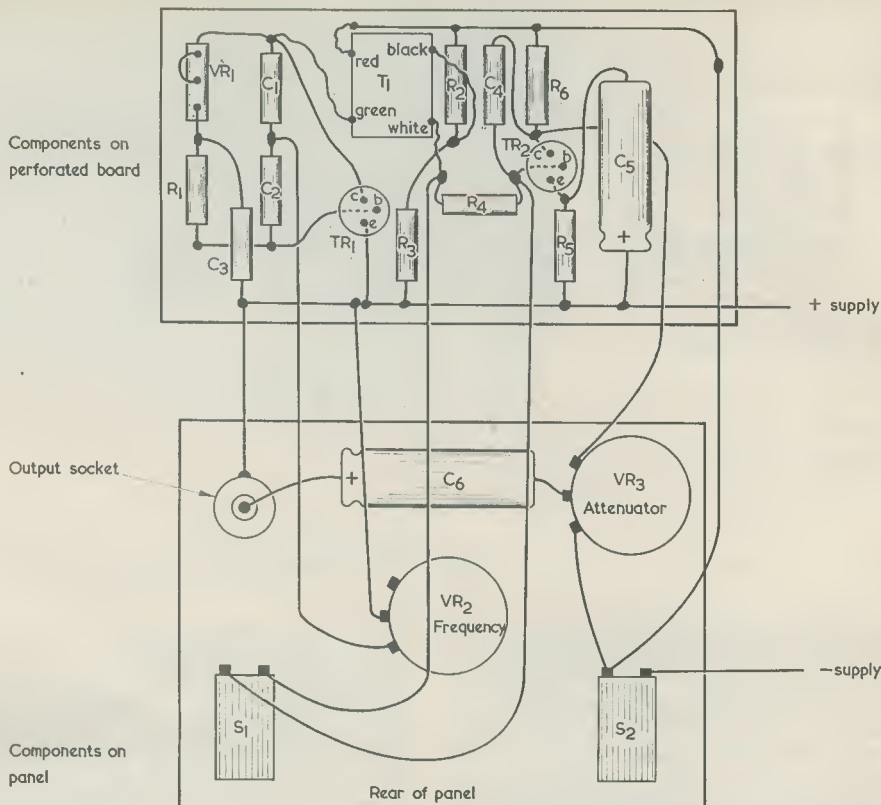 Components on
perforated board
VR1
R1
C1
C2
C3
red
black
T1
green
white
c
b
e
TR1
R2
R3
C4
R4
R6
TR2
c
b
e
R5
C5
+
+ supply
Output socket
+
C6
VR3
Attenuator
VR2
Frequency
S1
S2
— supply
Components on
panel
Rear of panel